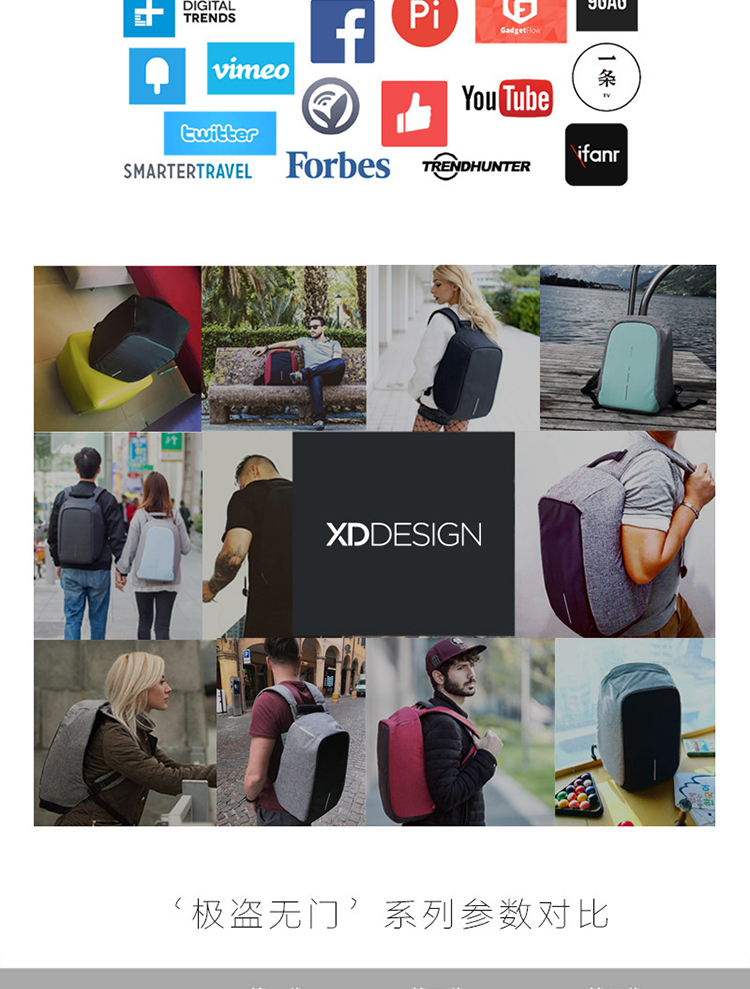 DIGITAL
TRENDS
Pi
GadgetFlow
9GAG
vimeo
一条
TV
You Tube
twitter
ifanr
SMARTERTRAVEL
Forbes
TRENDHUNTER
XDDESIGN
‘极盗无门’系列参数对比